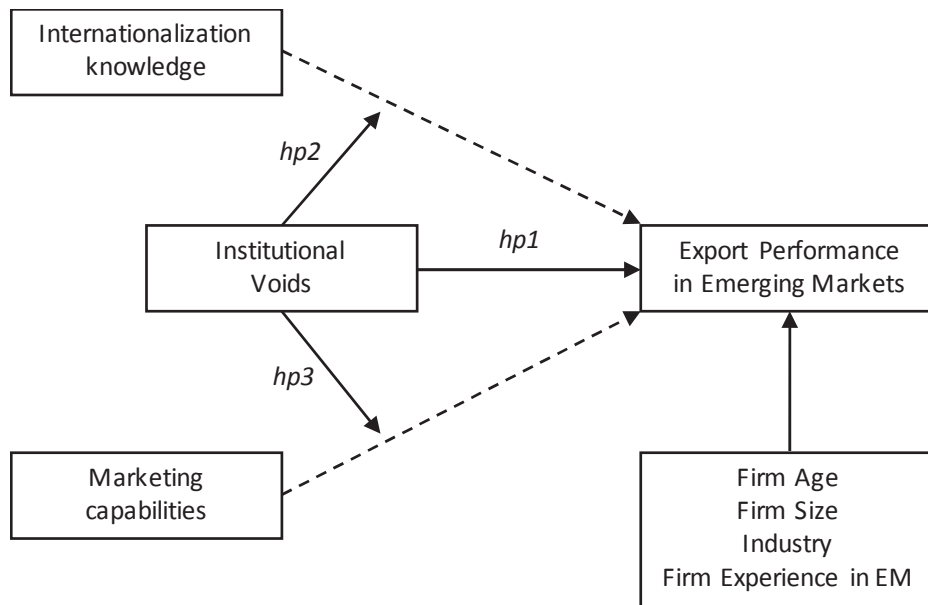 Internationalization
knowledge
hp2
Institutional
Voids
hp1
Export Performance
in Emerging Markets
hp3
Marketing
capabilities
Firm Age
Firm Size
Industry
Firm Experience in EM